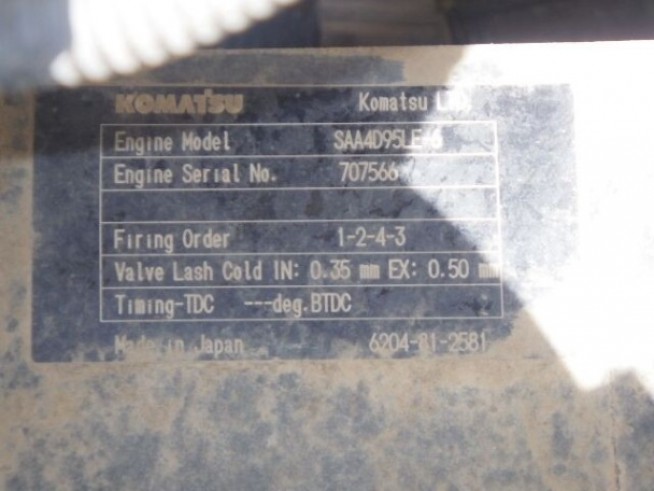 KOMATSU Komatsu Ltd.
Engine Model SAA4D95LE-6
Engine Serial No. 707566
Firing Order 1-2-4-3
Valve Lash Cold IN: 0.35 mm EX: 0.50 mm
Timing-TDC ---deg.BTDC
Made in Japan 6204-81-2581